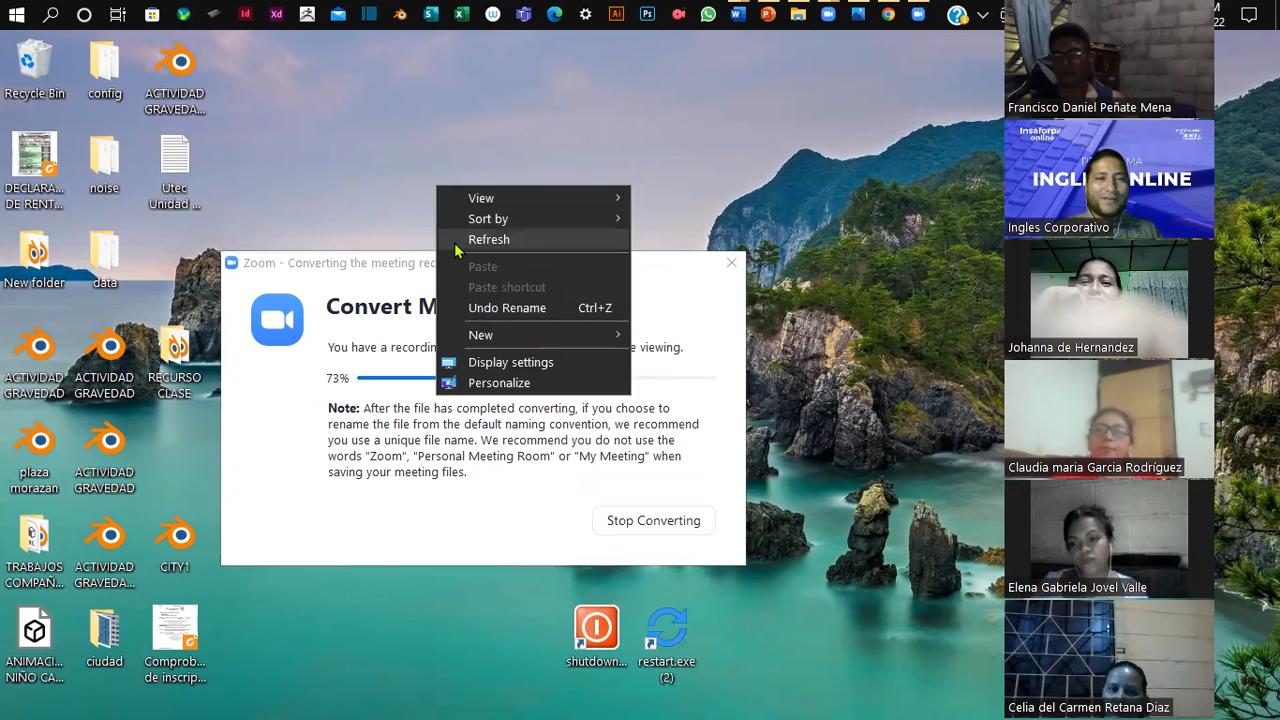 Recycle Bin
config
ACTIVIDAD
GRAVEDA...
DECLARA...
DE RENT...
noise
Utec
Unidad ...
New folder
data
ACTIVIDAD
GRAVEDAD
ACTIVIDAD
GRAVEDAD
RECURSO
CLASE
plaza
morazan
ACTIVIDAD
GRAVEDAD
TRABAJOS
COMPAÑ...
ACTIVIDAD
GRAVEDA...
CITY1
ANIMACI...
NIÑO CA...
ciudad
Comprob...
de inscrip...
shutdown...
restart.exe
(2)
Zoom - Converting the meeting rec
Convert M
You have a recordin
e viewing.
73%
Note: After the file has completed converting, if you choose to
rename the file from the default naming convention, we recommend
you use a unique file name. We recommend you do not use the
words "Zoom", "Personal Meeting Room" or "My Meeting" when
saving your meeting files.
Stop Converting
View
Sort by
Refresh
Paste
Paste shortcut
Undo Rename Ctrl+Z
New
Display settings
Personalize
Francisco Daniel Peñate Mena
Insaforp
online
INGL
ONLINE
Ingles Corporativo
Johanna de Hernandez
Claudia maria Garcia Rodríguez
Elena Gabriela Jovel Valle
Celia del Carmen Retana Diaz